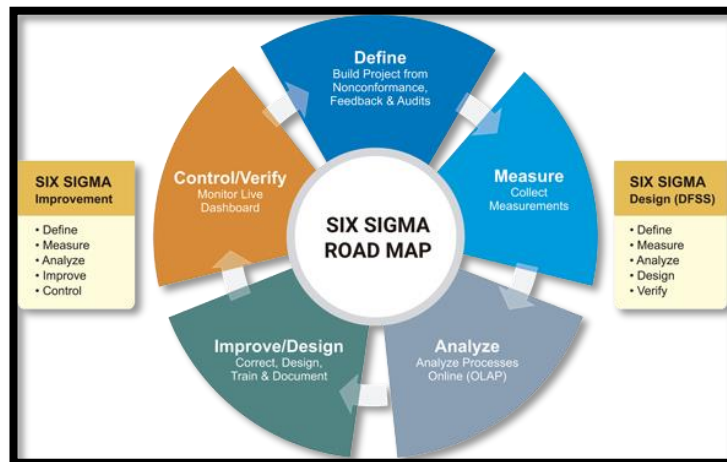 Define
Build Project from
Nonconformance,
Feedback & Audits
Measure
Collect
Measurements
Analyze
Analyze Processes
Online (OLAP)
Improve/Design
Correct, Design,
Train & Document
Control/Verify
Monitor Live
Dashboard
SIX SIGMA
ROAD MAP
SIX SIGMA
Improvement
• Define
• Measure
• Analyze
• Improve
• Control
SIX SIGMA
Design (DFSS)
• Define
• Measure
• Analyze
• Design
• Verify